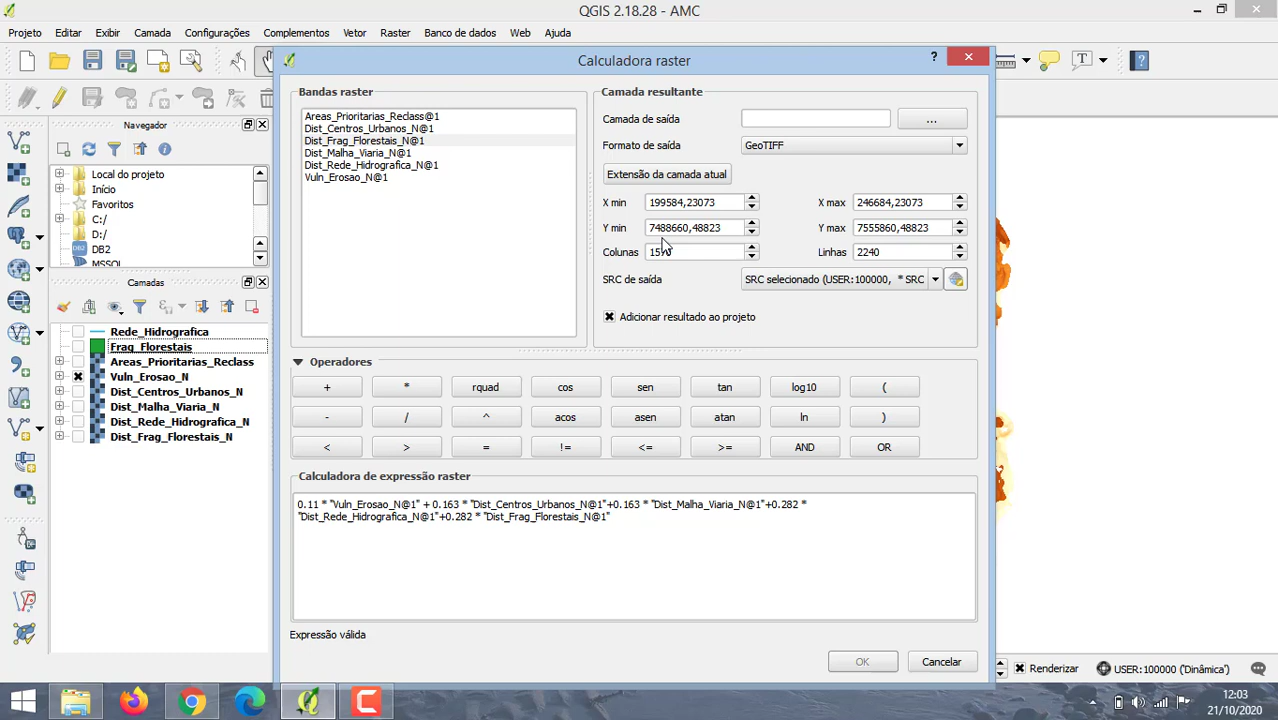 QGIS 2.18.28 - AMC
Projeto Editar Exibir Camada Configurações Complementos Vetor Raster Banco de dados Web Ajuda
Calculadora raster
Bandas raster
Areas_Prioritarias_Reclass@1
Dist_Centros_Urbanos_N@1
Dist_Frag_Florestais_N@1
Dist_Malha_Viaria_N@1
Dist_Rede_Hidrografica_N@1
Vuln_Erosao_N@1
Camada resultante
Camada de saída ...
Formato de saída GeoTIFF
Extensão da camada atual
X min 199584,23073 X max 246684,23073
Y min 7488660,48823 Y max 7555860,48823
Colunas Linhas 2240
SRC de saída SRC selecionado (USER:100000, * SRC
Adicionar resultado ao projeto
Operadores
+ * rquad cos sen tan log10 (
- / ^ acos asen atan ln )
< > = != <= >= AND OR
Calculadora de expressão raster
0.11 * "Vuln_Erosao_N@1" + 0.163 * "Dist_Centros_Urbanos_N@1"+0.163 * "Dist_Malha_Viaria_N@1"+0.282 *
"Dist_Rede_Hidrografica_N@1"+0.282 * "Dist_Frag_Florestais_N@1"
Expressão válida
OK Cancelar
Navegador
Local do projeto
Início
Favoritos
C:/
D:/
DB2
MSSQL
Camadas
Rede_Hidrografica
Frag_Florestais
Areas_Prioritarias_Reclass
Vuln_Erosao_N
Dist_Centros_Urbanos_N
Dist_Malha_Viaria_N
Dist_Rede_Hidrografica_N
Dist_Frag_Florestais_N
Renderizar USER:100000 ('Dinâmica')
12:03
21/10/2020